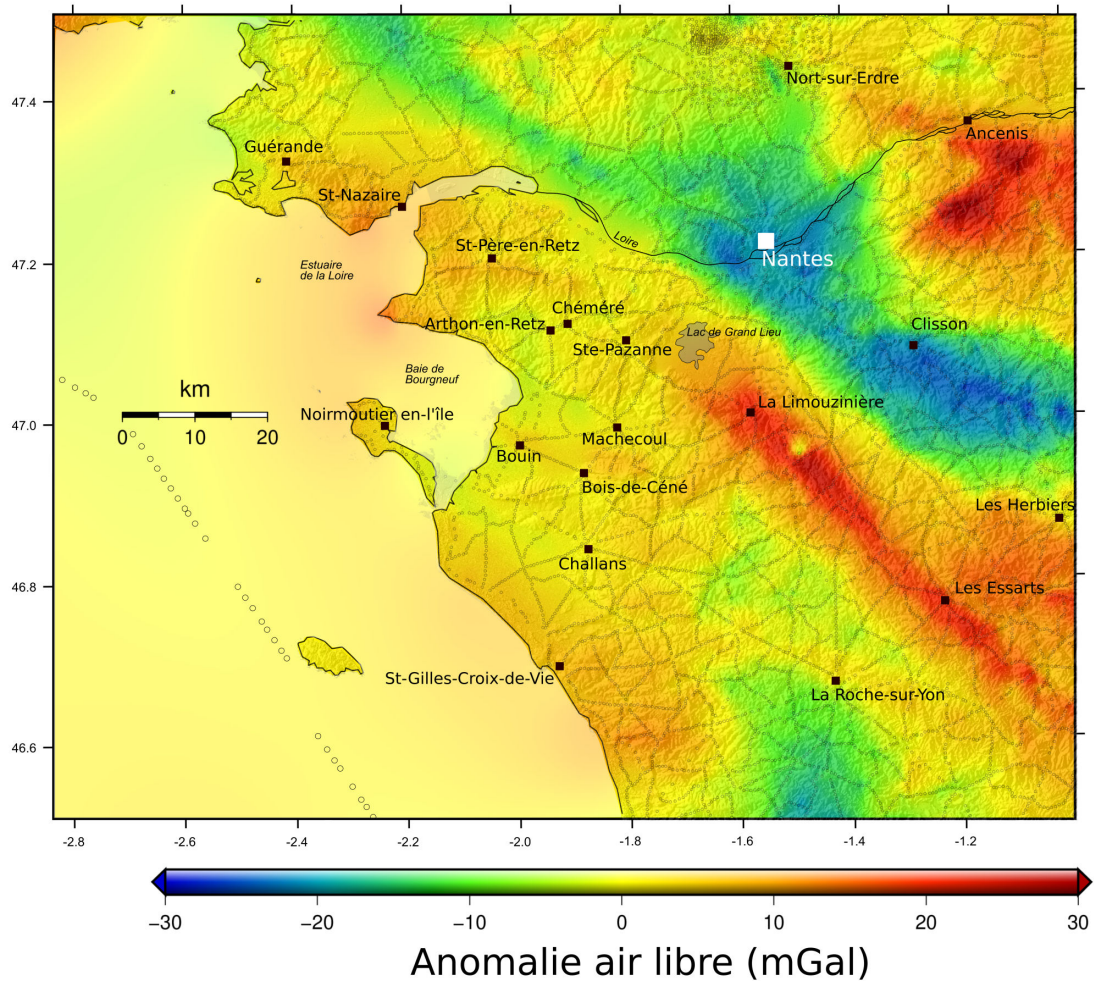 Nort-sur-Erdre
47.4
Ancenis
Guérande
St-Nazaire
Loire
St-Père-en-Retz
Nantes
47.2
Estuaire
de la Loire
Chéméré
Arthon-en-Retz
Clisson
Lac de Grand Lieu
Ste-Pazanne
Baie de
Bourgneuf
km
La Limouzinière
Noirmoutier en-l'île
47.0
0 10 20
Machecoul
Bouin
Bois-de-Céné
Les Herbiers
Challans
46.8
Les Essarts
St-Gilles-Croix-de-Vie
La Roche-sur-Yon
46.6
-2.8 -2.6 -2.4 -2.2 -2.0 -1.8 -1.6 -1.4 -1.2
−30 −20 −10 0 10 20 30
Anomalie air libre (mGal)